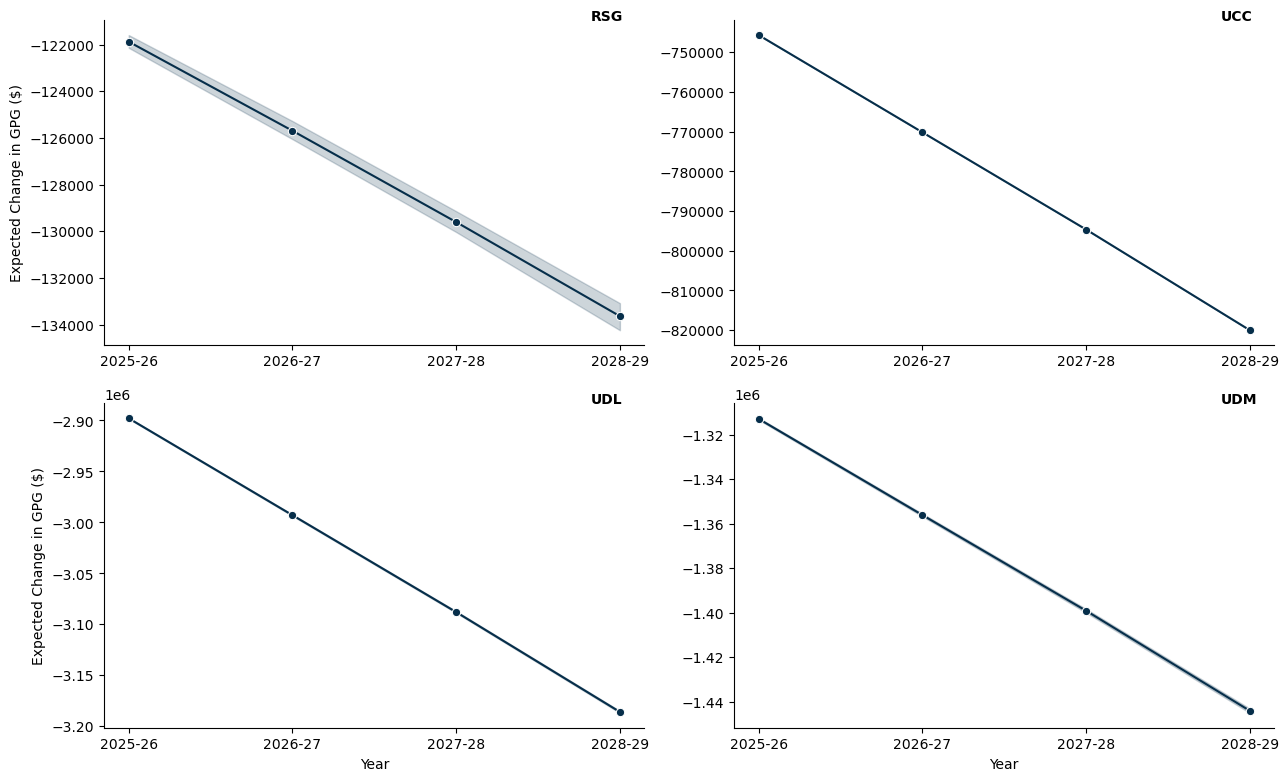 RSG
Expected Change in GPG ($)
−122000
−124000
−126000
−128000
−130000
−132000
−134000
2025-26 2026-27 2027-28 2028-29
UCC
−750000
−760000
−770000
−780000
−790000
−800000
−810000
−820000
2025-26 2026-27 2027-28 2028-29
1e6
UDL
Expected Change in GPG ($)
−2.90
−2.95
−3.00
−3.05
−3.10
−3.15
−3.20
2025-26 2026-27 2027-28 2028-29
Year
1e6
UDM
−1.32
−1.34
−1.36
−1.38
−1.40
−1.42
−1.44
2025-26 2026-27 2027-28 2028-29
Year